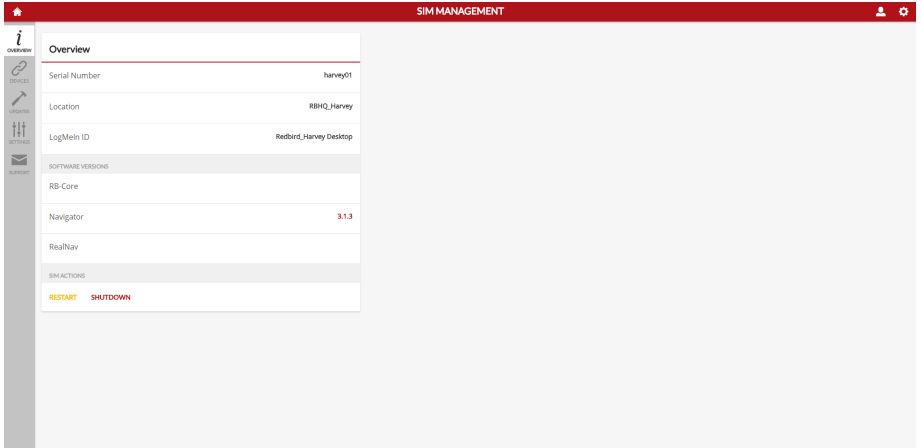 SIM MANAGEMENT
OVERVIEW
DEVICES
UPDATES
SETTINGS
SUPPORT
Overview
Serial Number harvey01
Location RBHQ_Harvey
LogMeIn ID Redbird_Harvey Desktop
SOFTWARE VERSIONS
RB-Core
Navigator 3.1.3
RealNav
SIM ACTIONS
RESTART SHUTDOWN